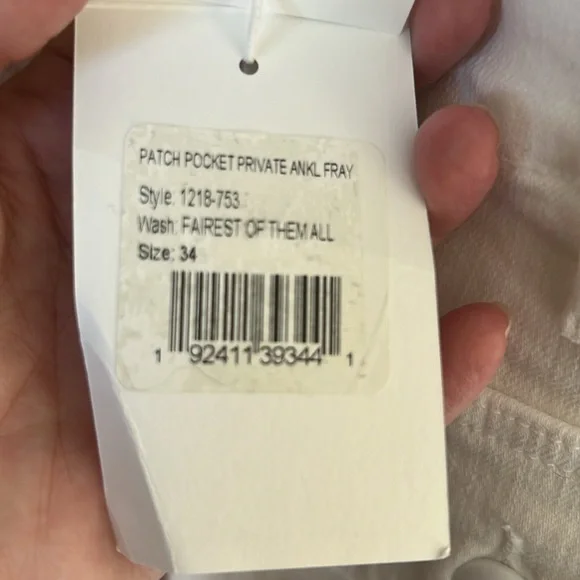 PATCH POCKET PRIVATE ANKL FRAY
Style: 1218-753
Wash: FAIREST OF THEM ALL
Size: 34
1 92411 39344 1